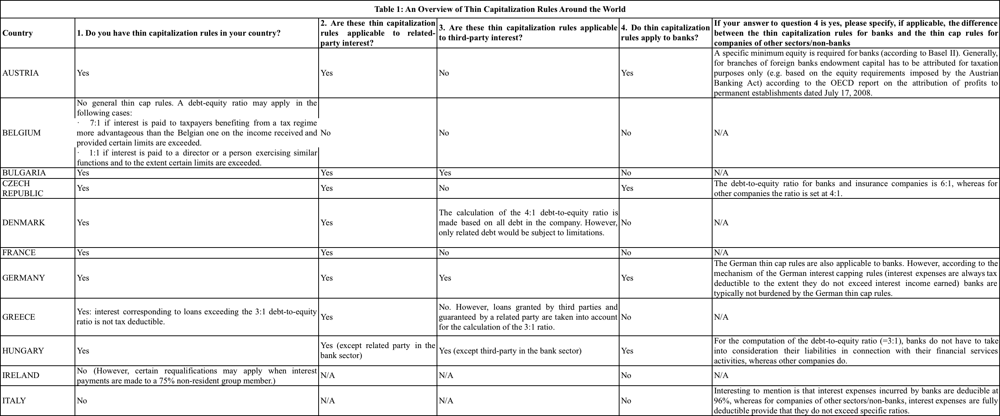 Table 1: An Overview of Thin Capitalization Rules Around the World
Country
1. Do you have thin capitalization rules in your country?
2. Are these thin capitalization
rules applicable to related-
party interest?
3. Are these thin capitalization rules applicable
to third-party interest?
4. Do thin capitalization
rules apply to banks?
If your answer to question 4 is yes, please specify, if applicable, the difference
between the thin capitalization rules for banks and the thin cap rules for
companies of other sectors/non-banks
AUSTRIA
Yes
Yes
No
Yes
A specific minimum equity is required for banks (according to Basel II). Generally,
for branches of foreign banks endowment capital has to be attributed for taxation
purposes only (e.g. based on the equity requirements imposed by the Austrian
Banking Act) according to the OECD report on the attribution of profits to
permanent establishments dated July 17, 2008.
BELGIUM
No general thin cap rules. A debt-equity ratio may apply in the
following cases:
· 7:1 if interest is paid to taxpayers benefiting from a tax regime
more advantageous than the Belgian one on the income received and
provided certain limits are exceeded.
· 1:1 if interest is paid to a director or a person exercising similar
functions and to the extent certain limits are exceeded.
No
No
No
N/A
BULGARIA
Yes
Yes
Yes
No
N/A
CZECH
REPUBLIC
Yes
Yes
No
Yes
The debt-to-equity ratio for banks and insurance companies is 6:1, whereas for
other companies the ratio is set at 4:1.
DENMARK
Yes
Yes
The calculation of the 4:1 debt-to-equity ratio is
made based on all debt in the company. However,
only related debt would be subject to limitations.
No
N/A
FRANCE
Yes
Yes
No
No
N/A
GERMANY
Yes
Yes
Yes
Yes
The German thin cap rules are also applicable to banks. However, according to the
mechanism of the German interest capping rules (interest expenses are always tax
deductible to the extent they do not exceed interest income earned) banks are
typically not burdened by the German thin cap rules.
GREECE
Yes: interest corresponding to loans exceeding the 3:1 debt-to-equity
ratio is not tax deductible.
Yes
No. However, loans granted by third parties and
guaranteed by a related party are taken into account
for the calculation of the 3:1 ratio.
No
N/A
HUNGARY
Yes
Yes (except related party in the
bank sector)
Yes (except third-party in the bank sector)
Yes
For the computation of the debt-to-equity ratio (=3:1), banks do not have to take
into consideration their liabilities in connection with their financial services
activities, whereas other companies do.
IRELAND
No (However, certain requalifications may apply when interest
payments are made to a 75% non-resident group member.)
N/A
N/A
No
N/A
ITALY
No
N/A
N/A
No
Interesting to mention is that interest expenses incurred by banks are deducible at
96%, whereas for companies of other sectors/non-banks, interest expenses are fully
deductible provide that they do not exceed specific ratios.